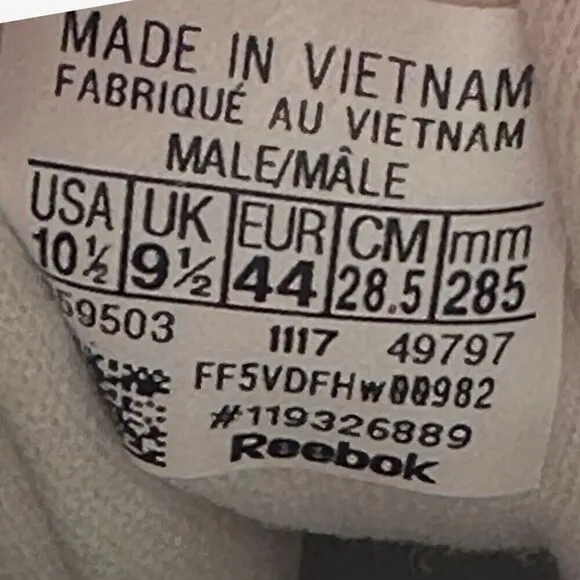 MADE IN VIETNAM
FABRIQUÉ AU VIETNAM
MALE/MÂLE
USA UK EUR CM mm
10½ 9½ 44 28.5 285
59503 1117 49797
FF5VDFHw00982
#119326889
Reebok